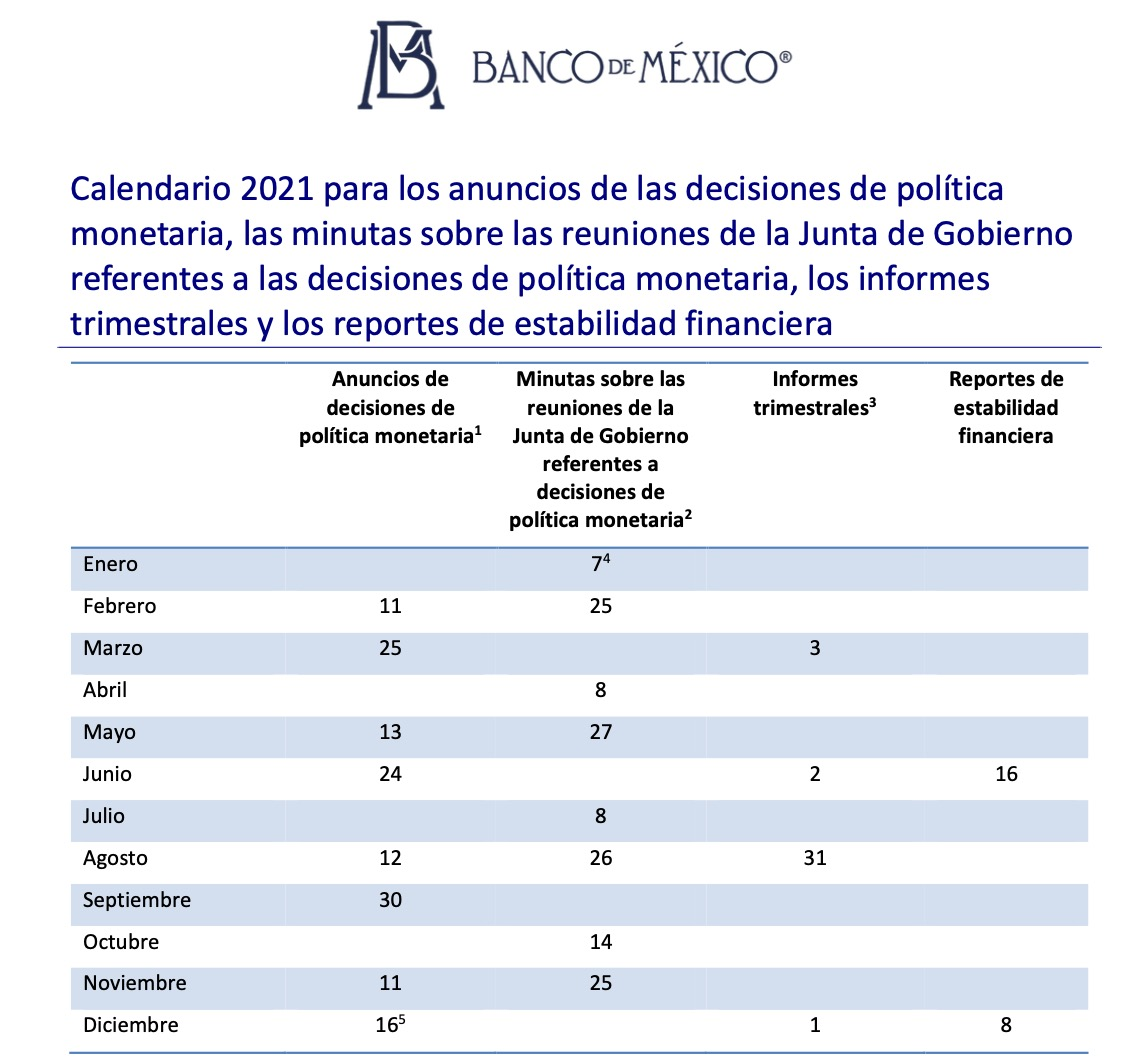 BM
BANCO DE MÉXICO®
Calendario 2021 para los anuncios de las decisiones de política
monetaria, las minutas sobre las reuniones de la Junta de Gobierno
referentes a las decisiones de política monetaria, los informes
trimestrales y los reportes de estabilidad financiera
Anuncios de
decisiones de
política monetaria¹
Minutas sobre las
reuniones de la
Junta de Gobierno
referentes a
decisiones de
política monetaria²
Informes
trimestrales³
Reportes de
estabilidad
financiera
Enero 7⁴
Febrero 11 25
Marzo 25 3
Abril 8
Mayo 13 27
Junio 24 2 16
Julio 8
Agosto 12 26 31
Septiembre 30
Octubre 14
Noviembre 11 25
Diciembre 16⁵ 1 8